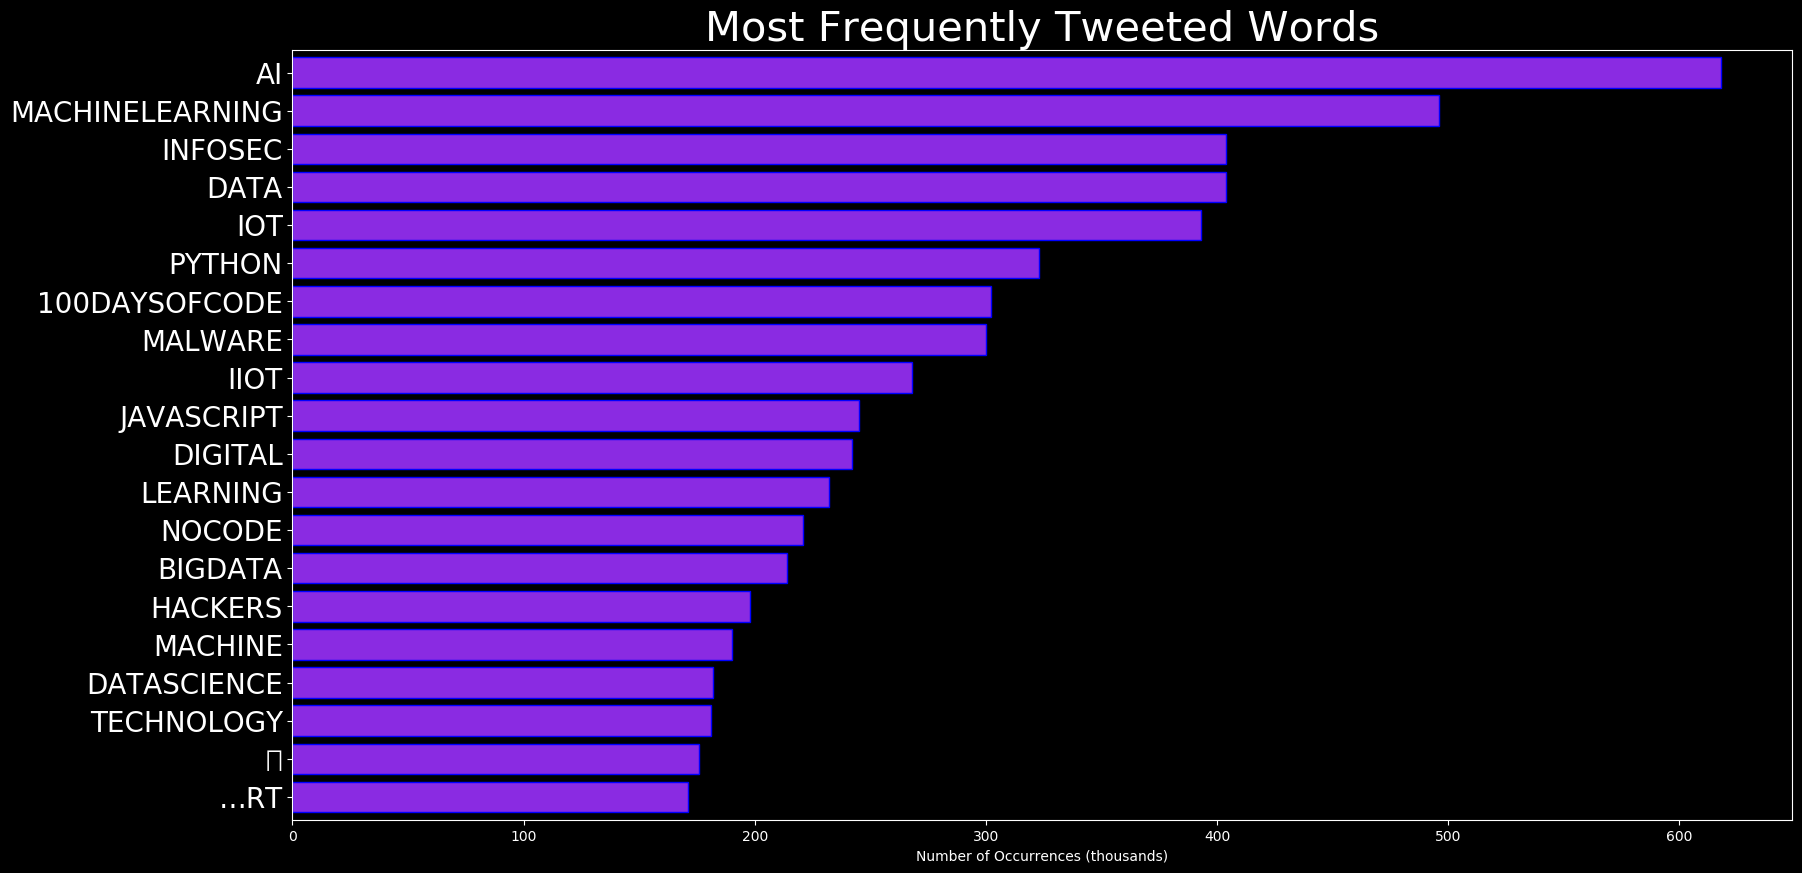 Most Frequently Tweeted Words
AI
MACHINELEARNING
INFOSEC
DATA
IOT
PYTHON
100DAYSOFCODE
MALWARE
IIOT
JAVASCRIPT
DIGITAL
LEARNING
NOCODE
BIGDATA
HACKERS
MACHINE
DATASCIENCE
TECHNOLOGY
…RT
0 100 200 300 400 500 600
Number of Occurrences (thousands)